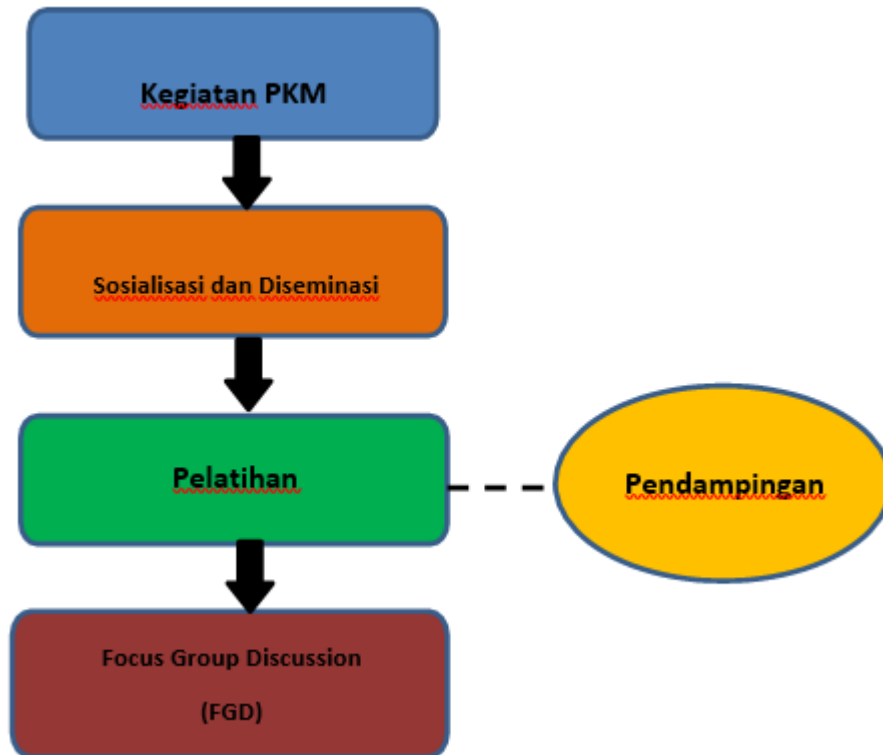 Kegiatan PKM
Sosialisasi dan Diseminasi
Pelatihan
Pendampingan
Focus Group Discussion
(FGD)